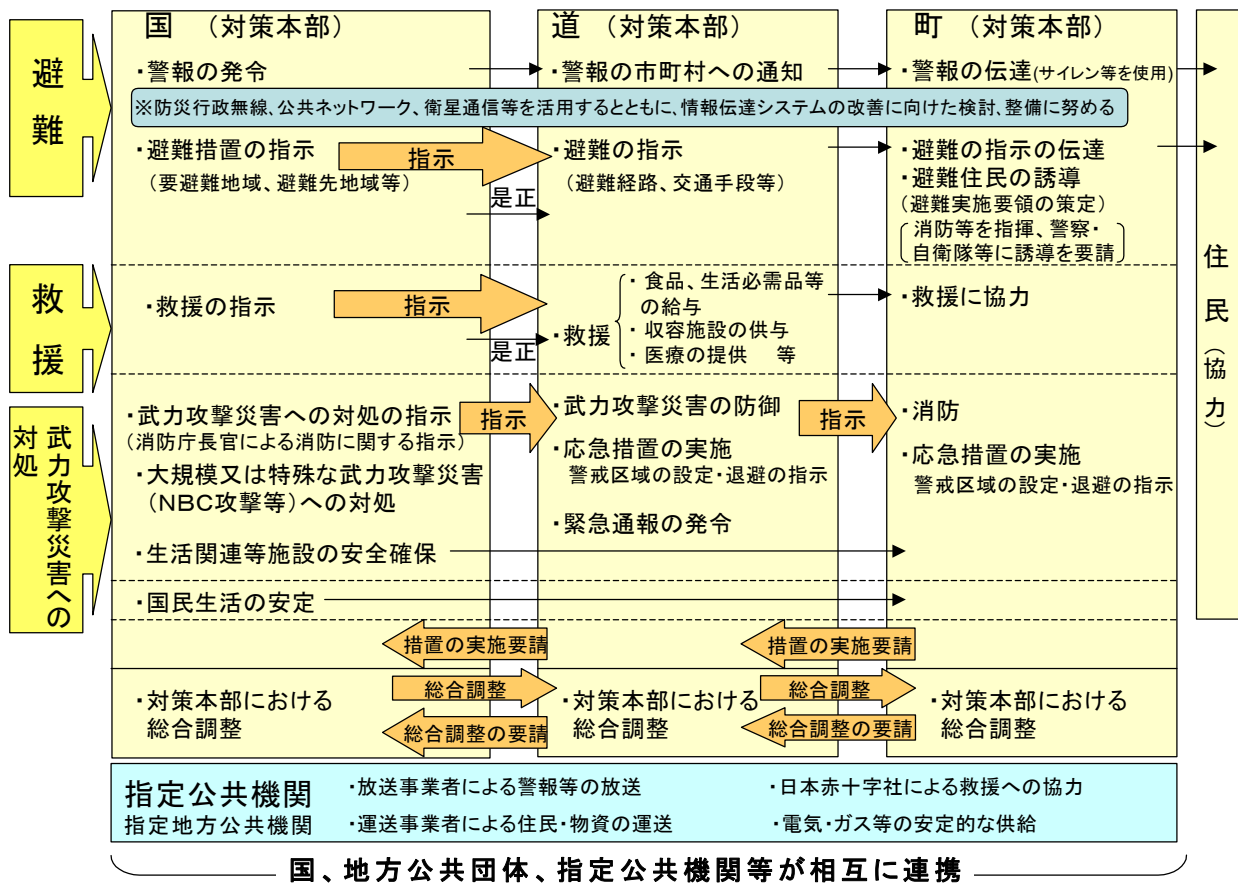 避難
国 (対策本部)
道 (対策本部)
町 (対策本部)
・警報の発令
・警報の市町村への通知
・警報の伝達(サイレン等を使用)
※防災行政無線、公共ネットワーク、衛星通信等を活用するとともに、情報伝達システムの改善に向けた検討、整備に努める
・避難措置の指示
(要避難地域、避難先地域等)
指示
是正
・避難の指示
(避難経路、交通手段等)
・避難の指示の伝達
・避難住民の誘導
(避難実施要領の策定)
消防等を指揮、警察・
自衛隊等に誘導を要請
救援
・救援の指示
指示
是正
・救援
・食品、生活必需品等
の給与
・収容施設の供与
・医療の提供 等
・救援に協力
武力攻撃災害への
対処
・武力攻撃災害への対処の指示
(消防庁長官による消防に関する指示)
・大規模又は特殊な武力攻撃災害
(NBC攻撃等)への対処
・生活関連等施設の安全確保
・国民生活の安定
指示
・武力攻撃災害の防御
・応急措置の実施
警戒区域の設定・退避の指示
・緊急通報の発令
指示
・消防
・応急措置の実施
警戒区域の設定・退避の指示
措置の実施要請
措置の実施要請
・対策本部における
総合調整
総合調整
総合調整の要請
・対策本部における
総合調整
総合調整
総合調整の要請
・対策本部における
総合調整
住民(協力)
指定公共機関
指定地方公共機関
・放送事業者による警報等の放送
・日本赤十字社による救援への協力
・運送事業者による住民・物資の運送
・電気・ガス等の安定的な供給
国、地方公共団体、指定公共機関等が相互に連携